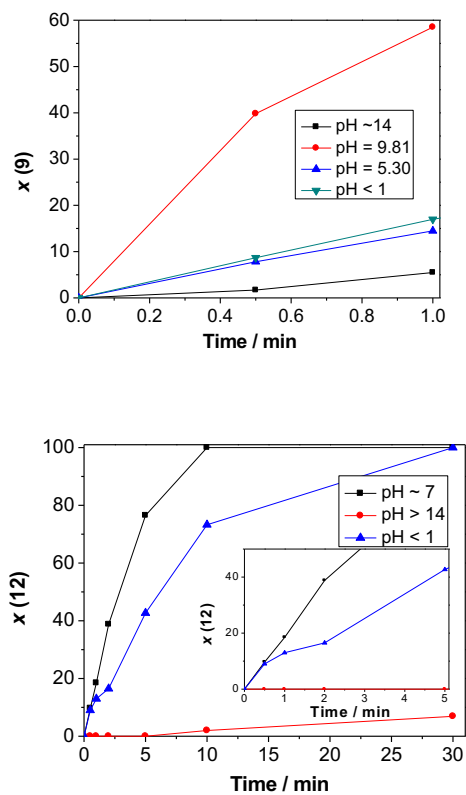 60
50
40
30
20
10
0
x (9)
pH ~14
pH = 9.81
pH = 5.30
pH < 1
0.0 0.2 0.4 0.6 0.8 1.0
Time / min
100
80
60
40
20
0
x (12)
pH ~ 7
pH > 14
pH < 1
40
20
0
x (12)
0 1 2 3 4 5
Time / min
0 5 10 15 20 25 30
Time / min